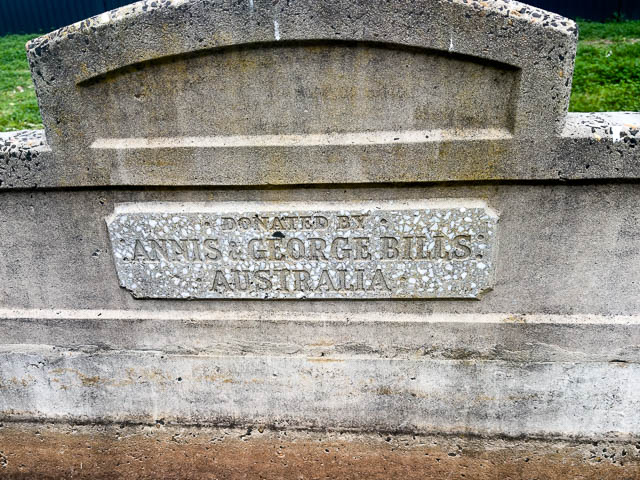 · DONATED BY ·
· ANNIS & GEORGE BILLS ·
· AUSTRALIA ·